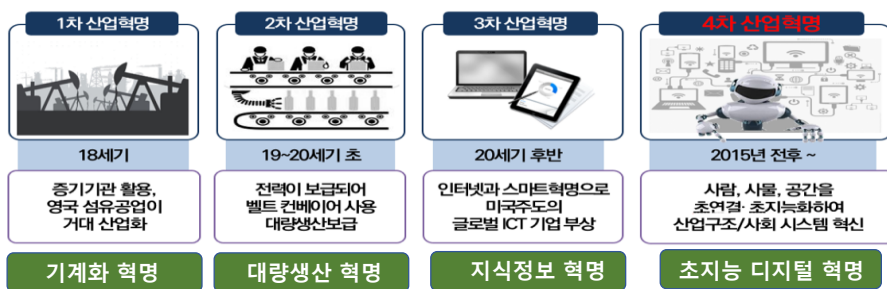 1차 산업혁명
2차 산업혁명
3차 산업혁명
4차 산업혁명
18세기
19~20세기 초
20세기 후반
2015년 전후 ~
증기기관 활용,
영국 섬유공업이
거대 산업화
전력이 보급되어
벨트 컨베이어 사용
대량생산보급
인터넷과 스마트혁명으로
미국주도의
글로벌 ICT 기업 부상
사람, 사물, 공간을
초연결· 초지능화하여
산업구조/사회 시스템 혁신
기계화 혁명
대량생산 혁명
지식정보 혁명
초지능 디지털 혁명